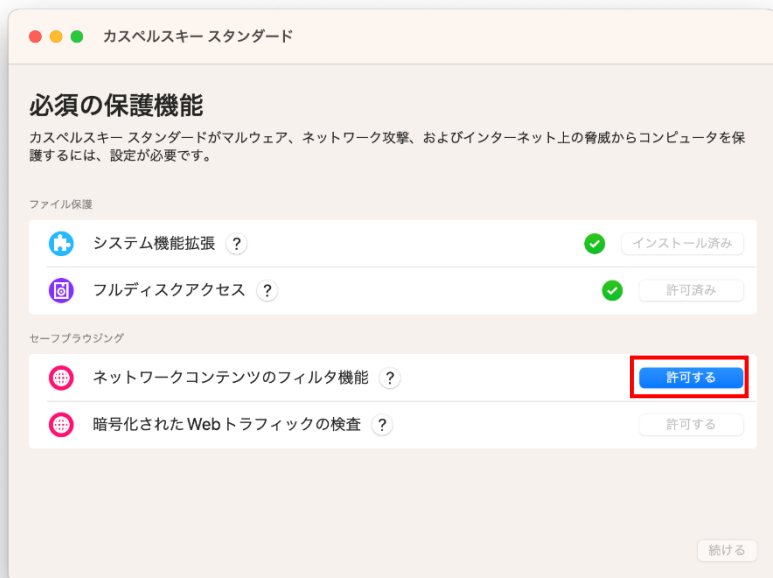 カスペルスキー スタンダード
必須の保護機能
カスペルスキー スタンダードがマルウェア、ネットワーク攻撃、およびインターネット上の脅威からコンピュータを保
護するには、設定が必要です。
ファイル保護
システム機能拡張 ? インストール済み
フルディスクアクセス ? 許可済み
セーフブラウジング
ネットワークコンテンツのフィルタ機能 ? 許可する
暗号化されたWebトラフィックの検査 ? 許可する
続ける